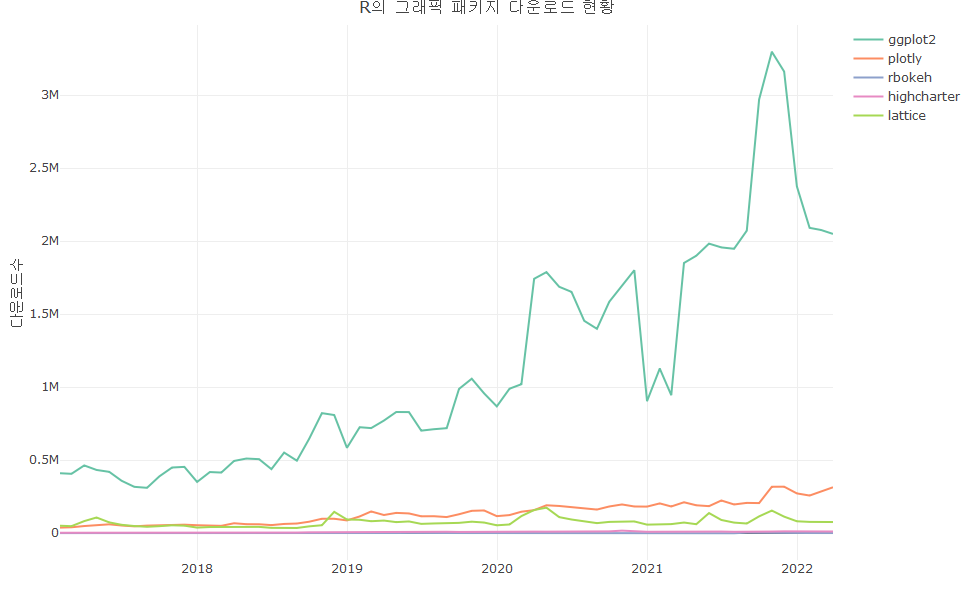 R의 그래픽 패키지 다운로드 현황
ggplot2
plotly
rbokeh
highcharter
lattice
다운로드수
3M
2.5M
2M
1.5M
1M
0.5M
0
2018 2019 2020 2021 2022